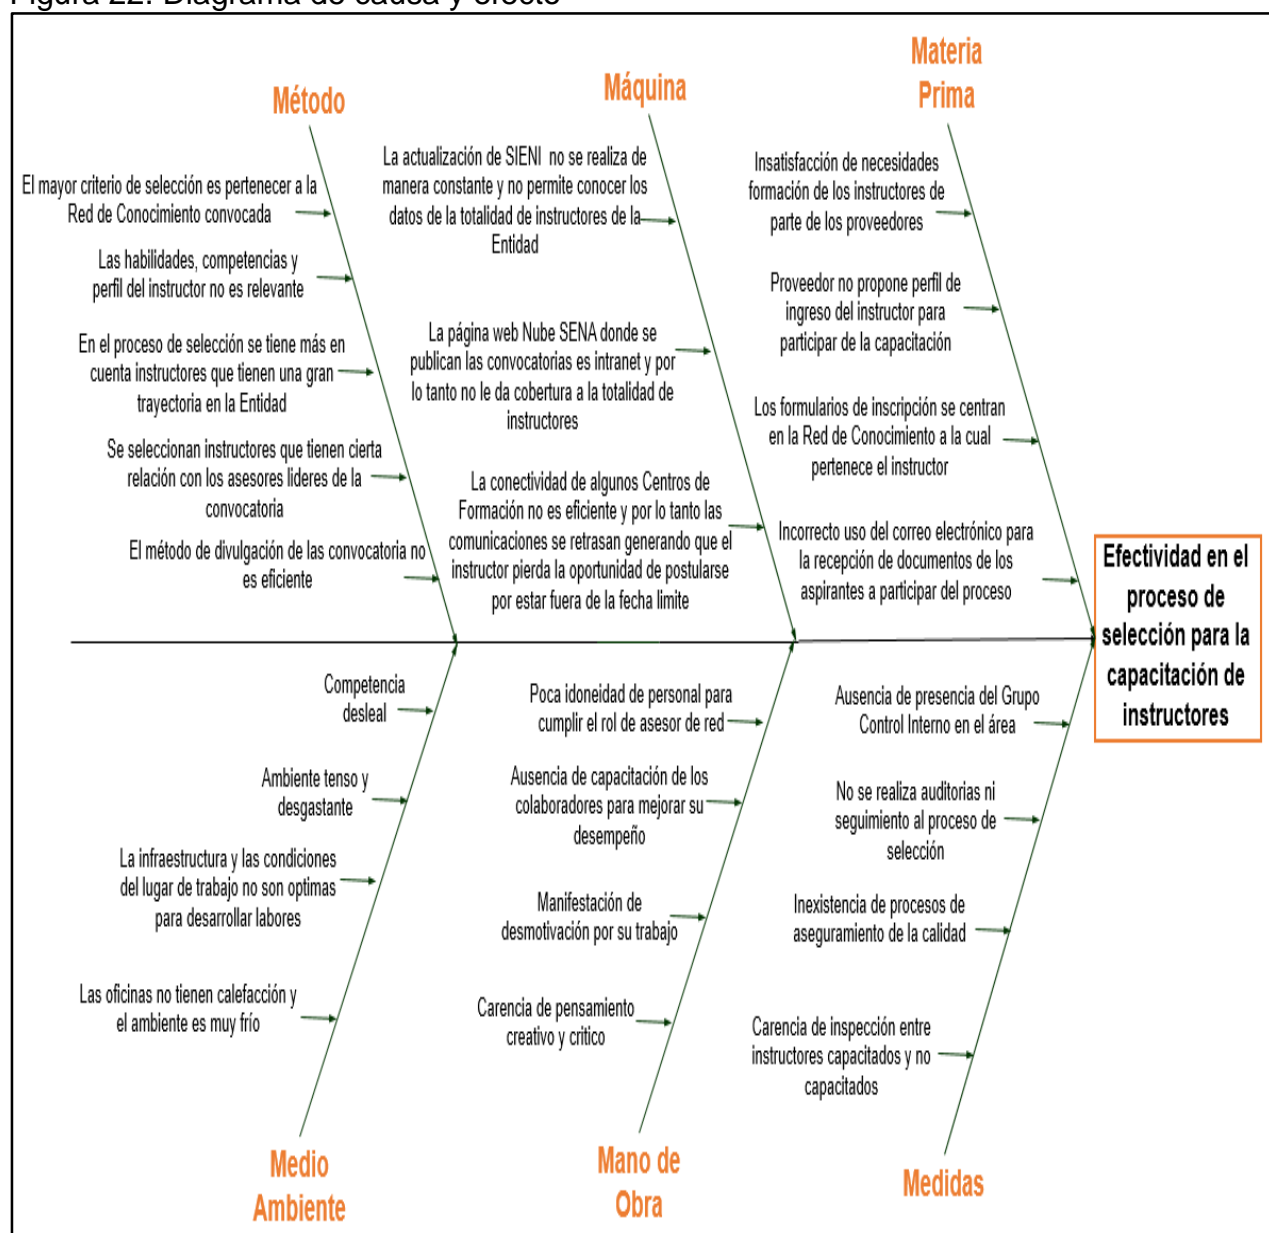 Figura 22. Diagrama de causa y efecto
Método
El mayor criterio de selección es pertenecer a la
Red de Conocimiento convocada
Las habilidades, competencias y
perfil del instructor no es relevante
En el proceso de selección se tiene más en
cuenta instructores que tienen una gran
trayectoria en la Entidad
Se seleccionan instructores que tienen cierta
relación con los asesores lideres de la
convocatoria
El método de divulgación de las convocatoria no
es eficiente
Máquina
La actualización de SIENI no se realiza de
manera constante y no permite conocer los
datos de la totalidad de instructores de la
Entidad
La página web Nube SENA donde se
publican las convocatorias es intranet y por
lo tanto no le da cobertura a la totalidad de
instructores
La conectividad de algunos Centros de
Formación no es eficiente y por lo tanto las
comunicaciones se retrasan generando que el
instructor pierda la oportunidad de postularse
por estar fuera de la fecha limite
Materia
Prima
Insatisfacción de necesidades
formación de los instructores de
parte de los proveedores
Proveedor no propone perfil de
ingreso del instructor para
participar de la capacitación
Los formularios de inscripción se centran
en la Red de Conocimiento a la cual
pertenece el instructor
Incorrecto uso del correo electrónico para
la recepción de documentos de los
aspirantes a participar del proceso
Efectividad en el
proceso de
selección para la
capacitación de
instructores
Competencia
desleal
Ambiente tenso y
desgastante
La infraestructura y las condiciones
del lugar de trabajo no son optimas
para desarrollar labores
Las oficinas no tienen calefacción y
el ambiente es muy frío
Medio
Ambiente
Poca idoneidad de personal para
cumplir el rol de asesor de red
Ausencia de capacitación de los
colaboradores para mejorar su
desempeño
Manifestación de
desmotivación por su trabajo
Carencia de pensamiento
creativo y critico
Mano de
Obra
Ausencia de presencia del Grupo
Control Interno en el área
No se realiza auditorias ni
seguimiento al proceso de
selección
Inexistencia de procesos de
aseguramiento de la calidad
Carencia de inspección entre
instructores capacitados y no
capacitados
Medidas